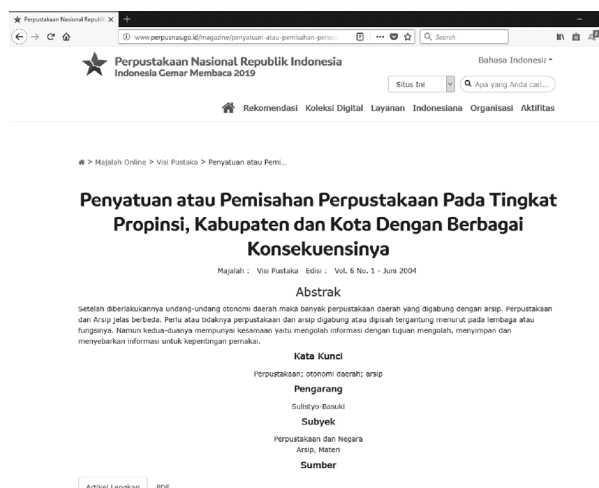 Perpustakaan Nasional Republi X
www.perpusnas.go.id/magazine/penyatuan-atau-pemisahan-perpu
Search
Perpustakaan Nasional Republik Indonesia
Indonesia Gemar Membaca 2019
Bahasa Indonesic
Situs Ini
Apa yang Anda cari...
Rekomendasi Koleksi Digital Layanan Indonesiana Organisasi Aktifitas
> Majalah Online > Visi Pustaka > Penyatuan atau Pemi...
Penyatuan atau Pemisahan Perpustakaan Pada Tingkat
Propinsi, Kabupaten dan Kota Dengan Berbagai
Konsekuensinya
Majalah : Visi Pustaka Edisi : Vol. 6 No. 1 - Juni 2004
Abstrak
Setelah diberlakukannya undang-undang otonomi daerah maka banyak perpustakaan daerah yang digabung dengan arsip. Perpustakaan
dan Arsip jelas berbeda. Perlu atau tidaknya perpustakaan dan arsip digabung atau dipisah tergantung menurut pada lembaga atau
fungsinya. Namun kedua-duanya mempunyai kesamaan yaitu mengolah informasi dengan tujuan mengolah, menyimpan dan
menyebarkan informasi untuk kepentingan pemakai.
Kata Kunci
Perpustakaan; otonomi daerah; arsip
Pengarang
Sulistyo-Basuki
Subyek
Perpustakaan dan Negara
Arsip, Materi
Sumber
Artikel Lengkap PDF